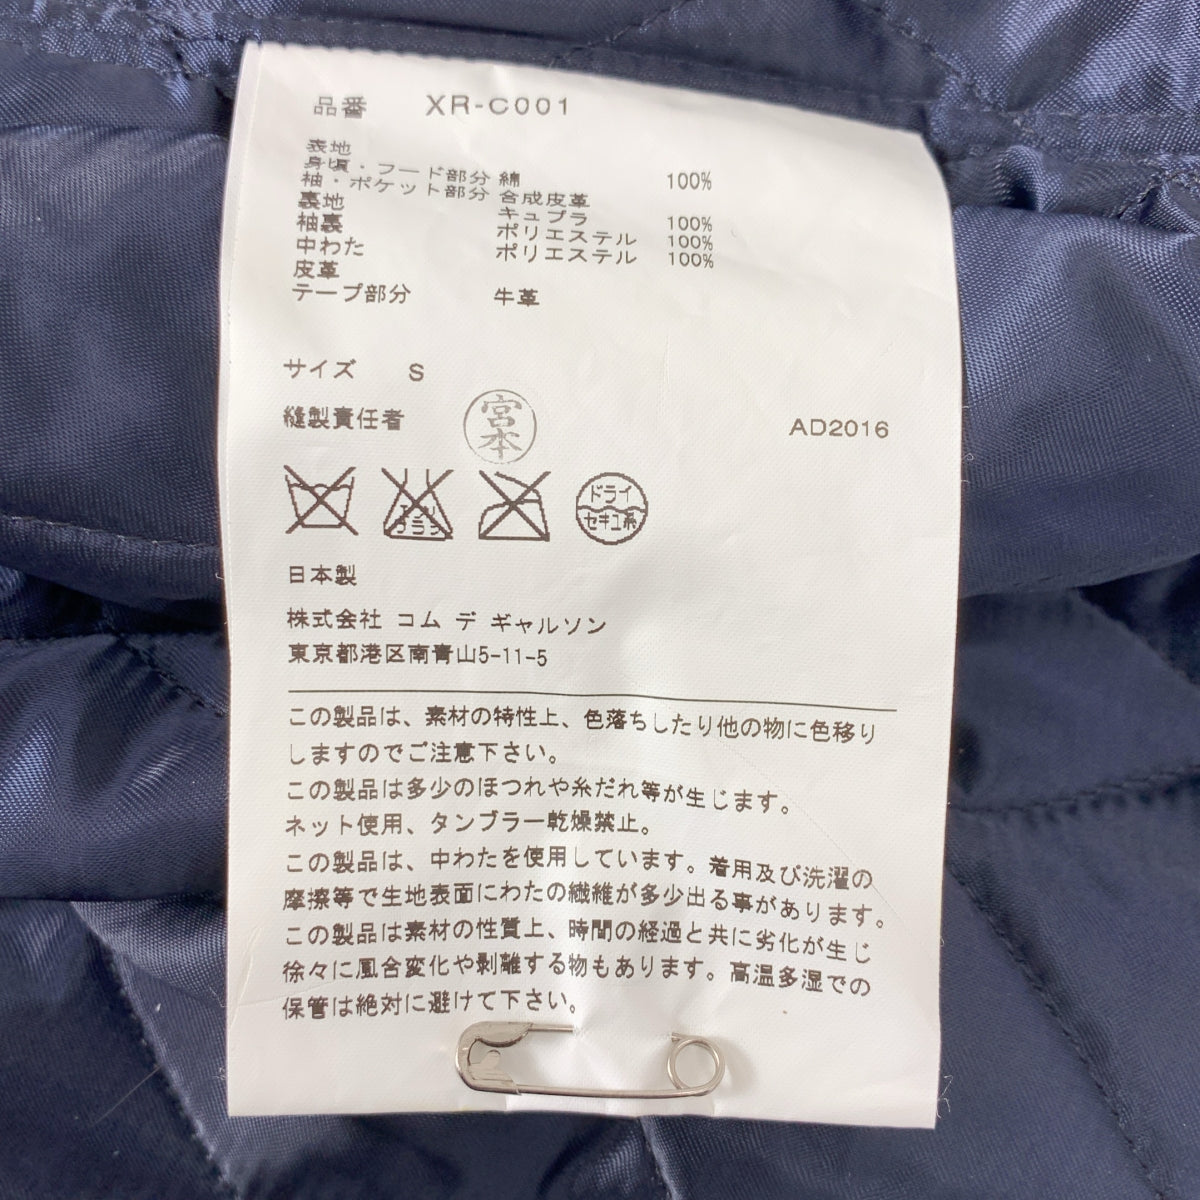 品番 XR-C001
表地
身頃・フード部分 綿 100%
袖・ポケット部分 合成皮革
裏地 キュプラ 100%
袖裏 ポリエステル 100%
中わた ポリエステル 100%
皮革
テープ部分 牛革
サイズ S
縫製責任者 宮本 AD2016
ドライ
セキユ系
日本製
株式会社 コム デ ギャルソン
東京都港区南青山5-11-5
この製品は、素材の特性上、色落ちしたり他の物に色移り
しますのでご注意下さい。
この製品は多少のほつれや糸だれ等が生じます。
ネット使用、タンブラー乾燥禁止。
この製品は、中わたを使用しています。着用及び洗濯の
摩擦等で生地表面にわたの繊維が多少出る事があります。
この製品は素材の性質上、時間の経過と共に劣化が生じ
徐々に風合変化や剥離する物もあります。高温多湿での
保管は絶対に避けて下さい。